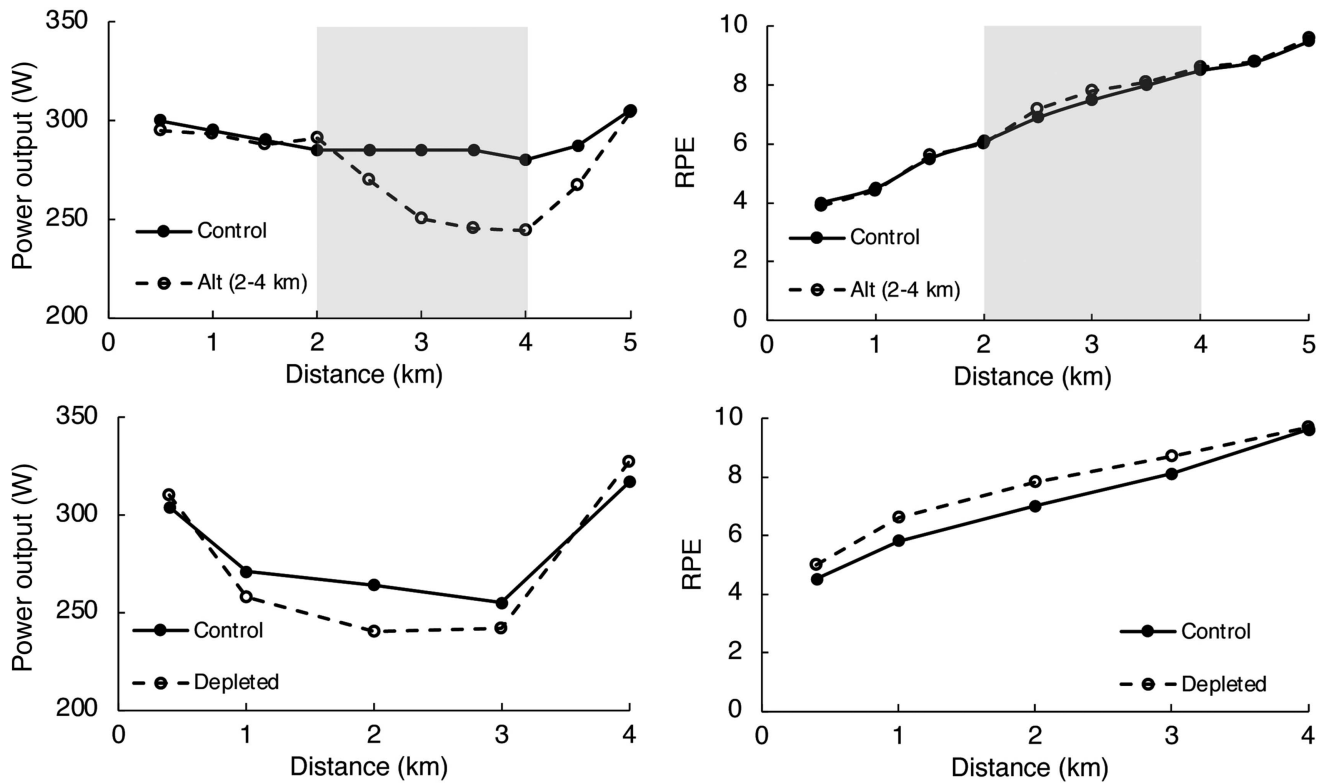 350
300
250
200
Power output (W)
Control
Alt (2-4 km)
0 1 2 3 4 5
Distance (km)
10
8
6
4
2
0
RPE
Control
Alt (2-4 km)
0 1 2 3 4 5
Distance (km)
350
300
250
200
Power output (W)
Control
Depleted
0 1 2 3 4
Distance (km)
10
8
6
4
2
0
RPE
Control
Depleted
0 1 2 3 4
Distance (km)